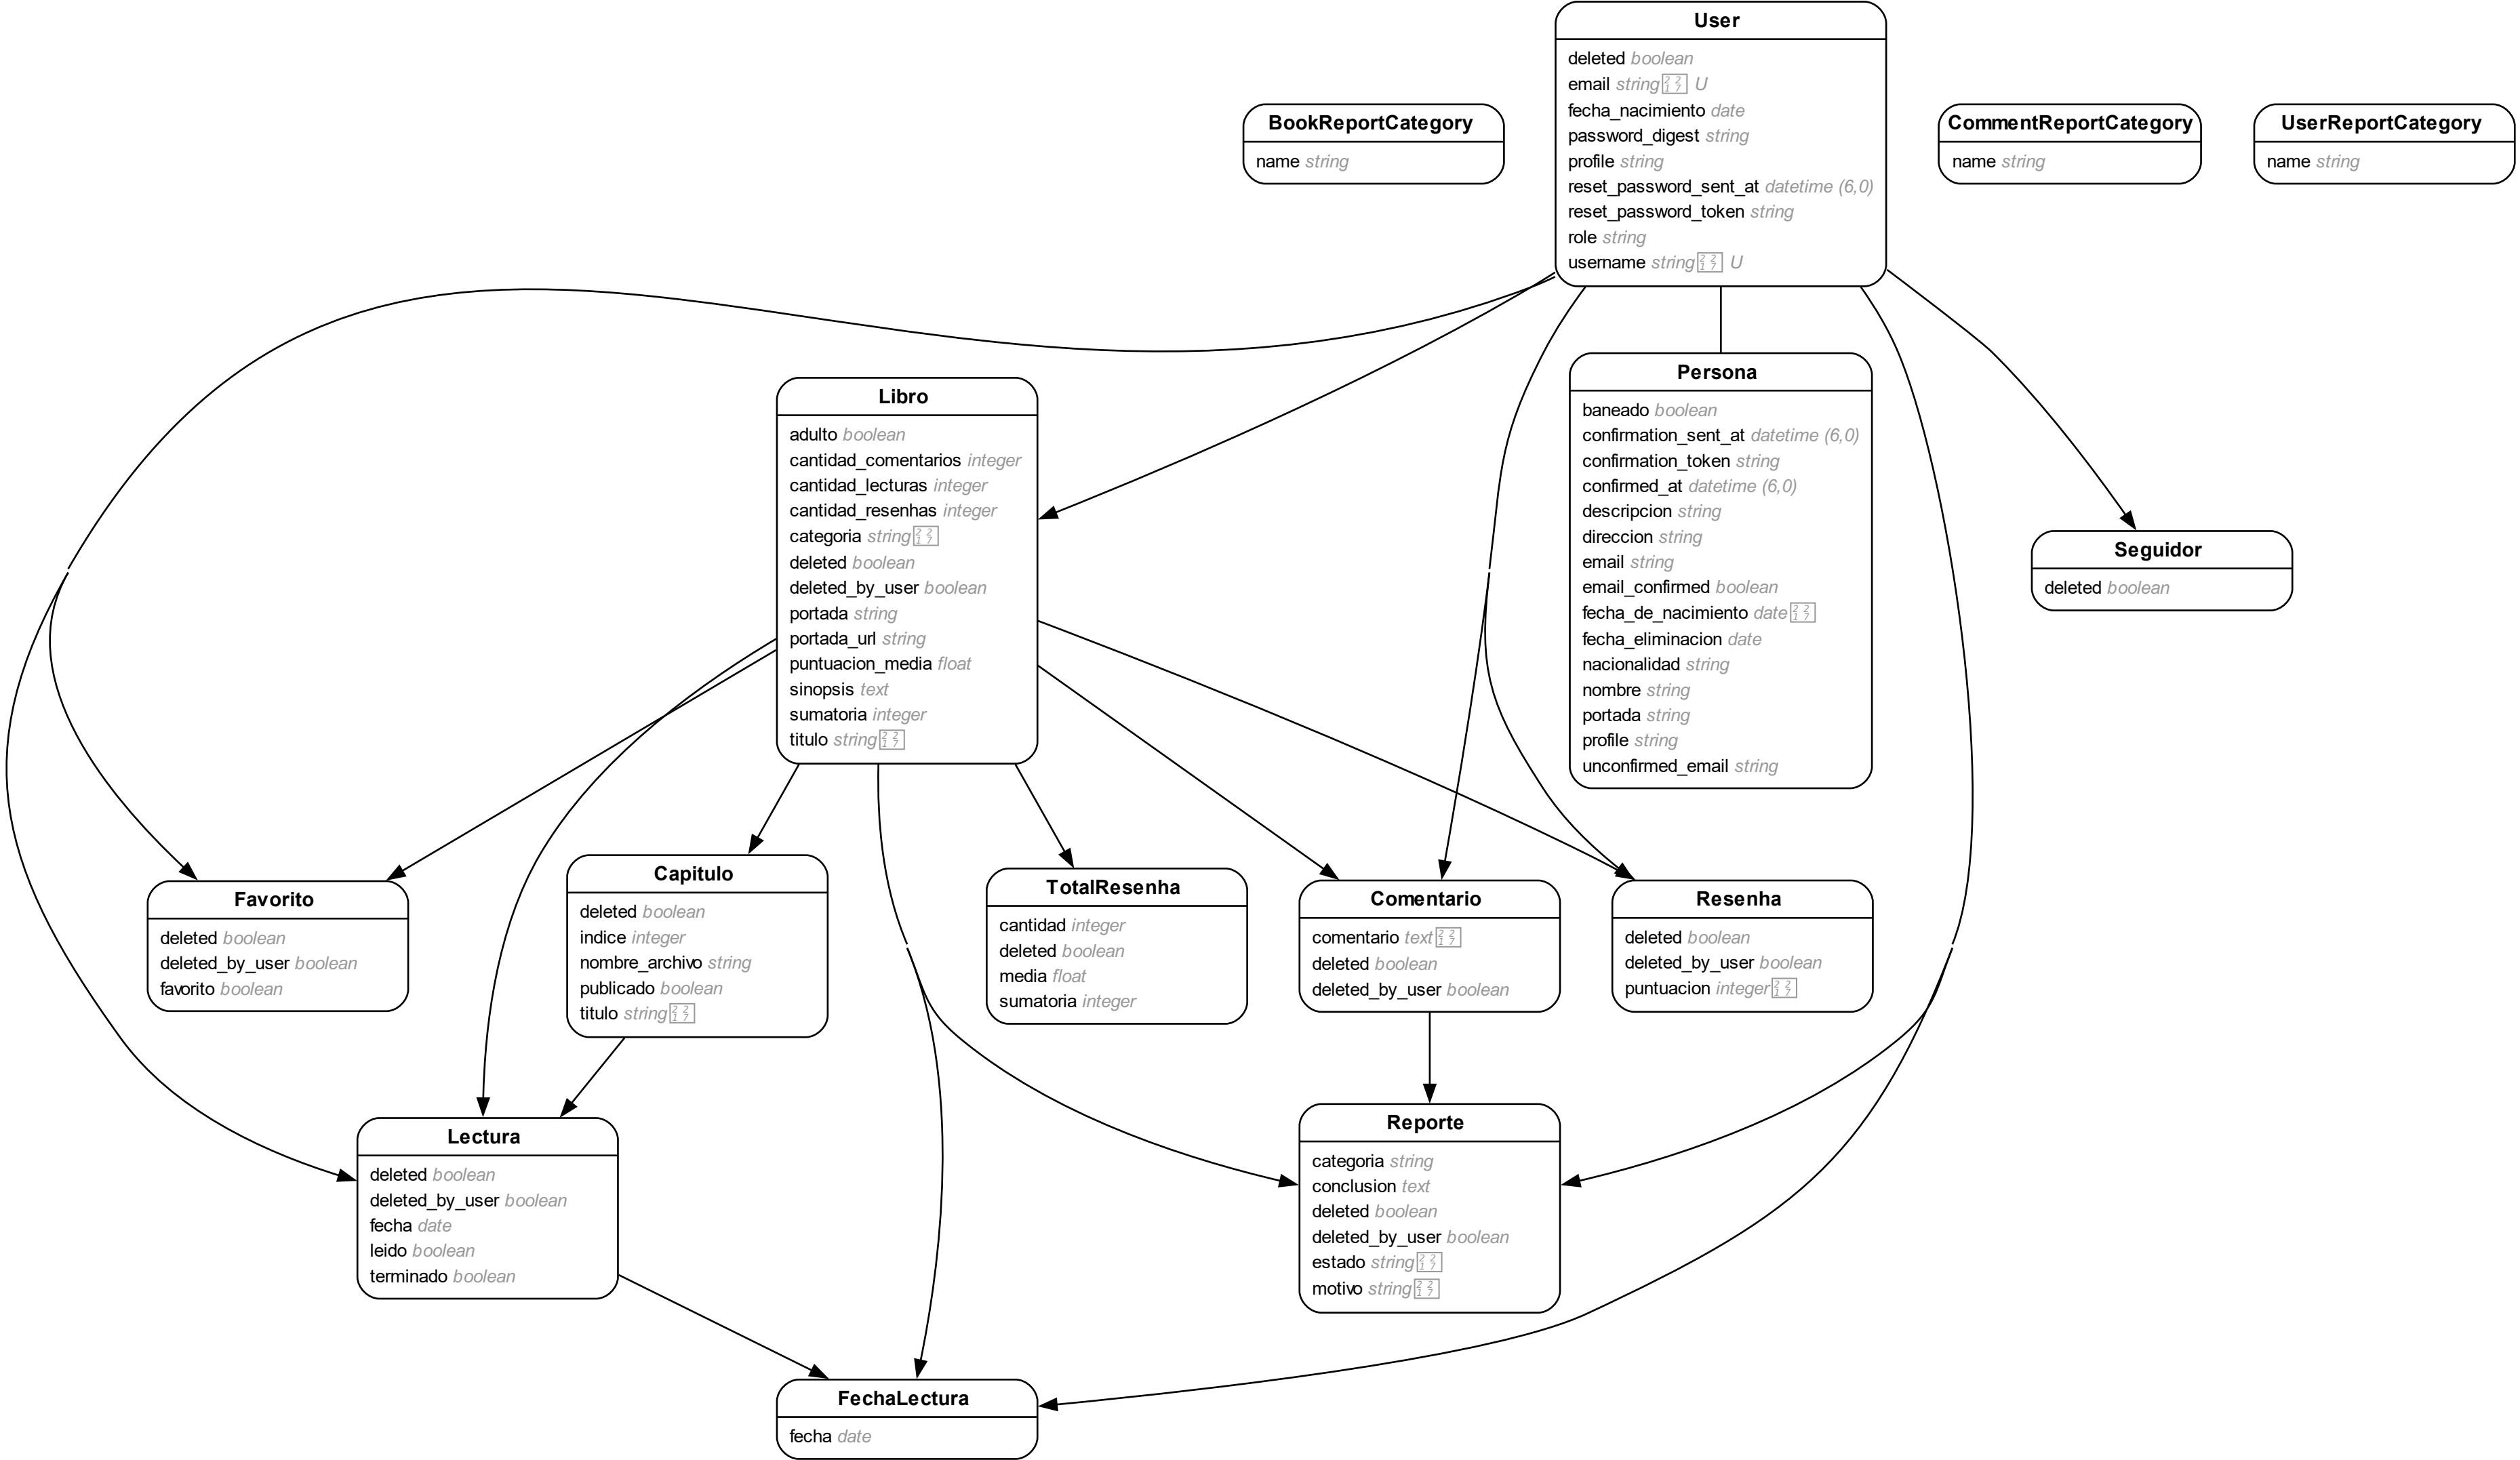 User
deleted boolean
email string∗ U
fecha_nacimiento date
password_digest string
profile string
reset_password_sent_at datetime (6,0)
reset_password_token string
role string
username string∗ U
BookReportCategory
name string
CommentReportCategory
name string
UserReportCategory
name string
Libro
adulto boolean
cantidad_comentarios integer
cantidad_lecturas integer
cantidad_resenhas integer
categoria string∗
deleted boolean
deleted_by_user boolean
portada string
portada_url string
puntuacion_media float
sinopsis text
sumatoria integer
titulo string∗
Persona
baneado boolean
confirmation_sent_at datetime (6,0)
confirmation_token string
confirmed_at datetime (6,0)
descripcion string
direccion string
email string
email_confirmed boolean
fecha_de_nacimiento date∗
fecha_eliminacion date
nacionalidad string
nombre string
portada string
profile string
unconfirmed_email string
Seguidor
deleted boolean
Favorito
deleted boolean
deleted_by_user boolean
favorito boolean
Capitulo
deleted boolean
indice integer
nombre_archivo string
publicado boolean
titulo string∗
TotalResenha
cantidad integer
deleted boolean
media float
sumatoria integer
Comentario
comentario text∗
deleted boolean
deleted_by_user boolean
Resenha
deleted boolean
deleted_by_user boolean
puntuacion integer∗
Lectura
deleted boolean
deleted_by_user boolean
fecha date
leido boolean
terminado boolean
Reporte
categoria string
conclusion text
deleted boolean
deleted_by_user boolean
estado string∗
motivo string∗
FechaLectura
fecha date